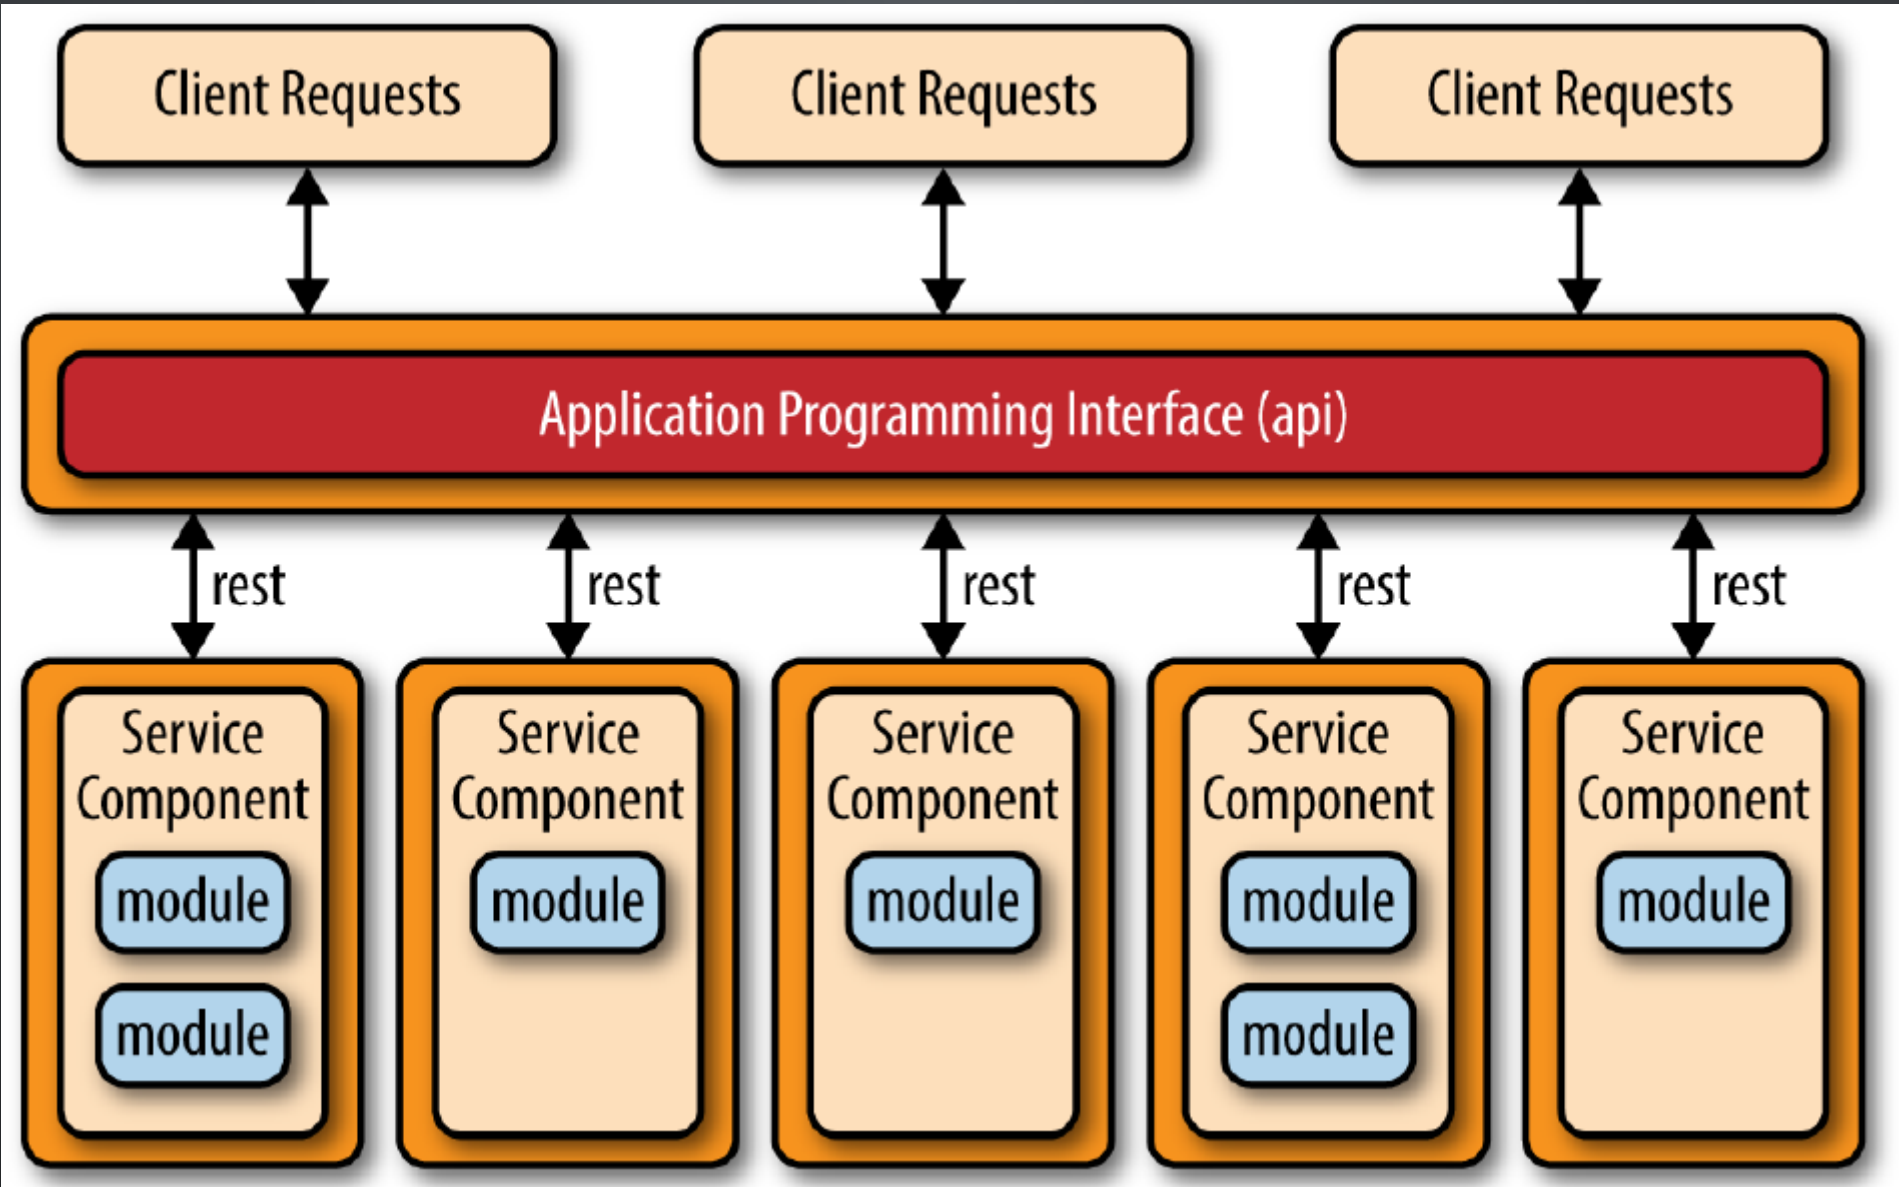 Client Requests
Client Requests
Client Requests
Application Programming Interface (api)
rest
rest
rest
rest
rest
Service
Component
module
module
Service
Component
module
Service
Component
module
Service
Component
module
module
Service
Component
module